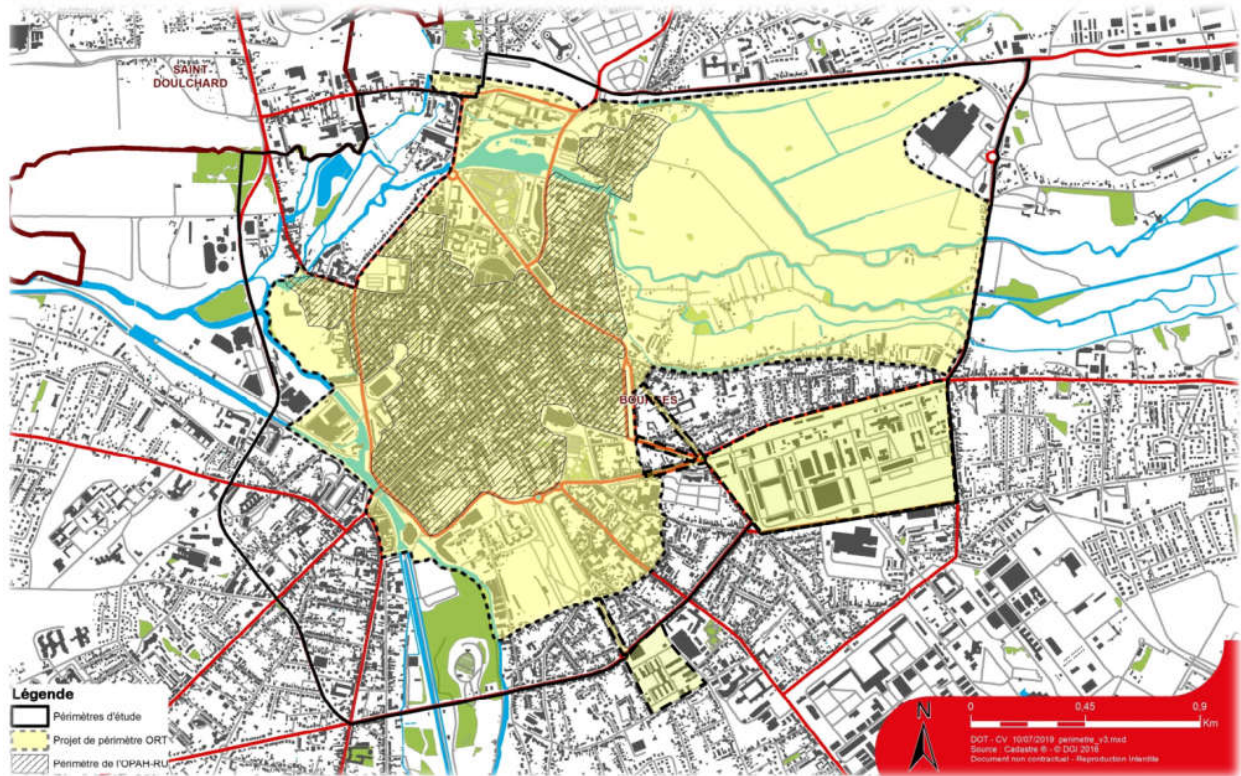 SAINT-
DOULCHARD
BOURGES
Légende
Périmètres d'étude
Projet de périmètre ORT
Périmètre de l'OPAH-RU
N
0 0,45 0,9
Km
DOT - CV 10/07/2019 perimetre_v3.mxd
Source : Cadastre ® - © DGI 2016
Document non contractuel - Reproduction interdite